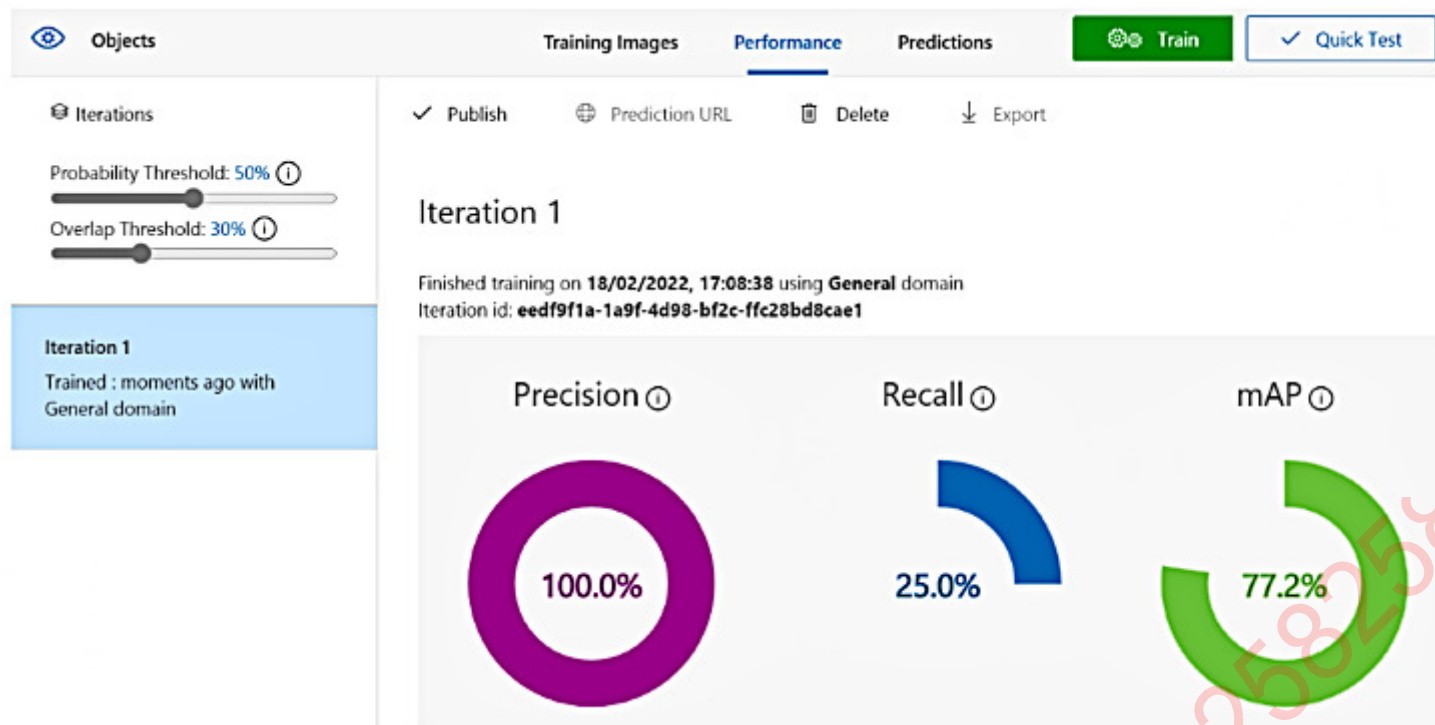 Objects
Training Images
Performance
Predictions
Train
Quick Test
Iterations
Publish
Prediction URL
Delete
Export
Probability Threshold: 50%
Overlap Threshold: 30%
Iteration 1
Finished training on 18/02/2022, 17:08:38 using General domain
Iteration id: eedf9f1a-1a9f-4d98-bf2c-ffc28bd8cae1
Iteration 1
Trained : moments ago with
General domain
Precision
Recall
mAP
100.0%
25.0%
77.2%